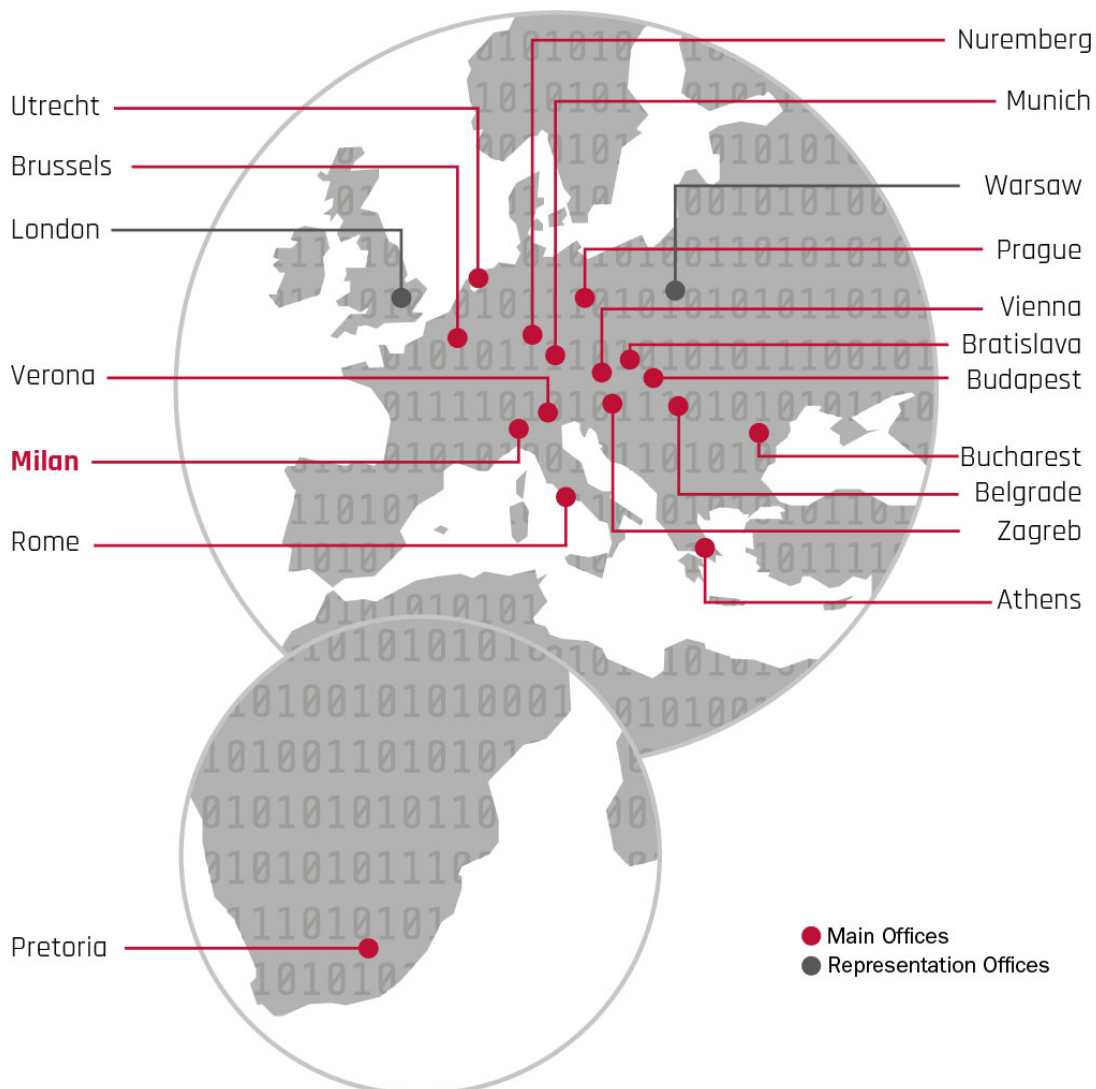 Nuremberg
Utrecht
Munich
Brussels
Warsaw
London
Prague
Vienna
Bratislava
Verona
Budapest
Milan
Bucharest
Belgrade
Rome
Zagreb
Athens
Pretoria
Main Offices
Representation Offices